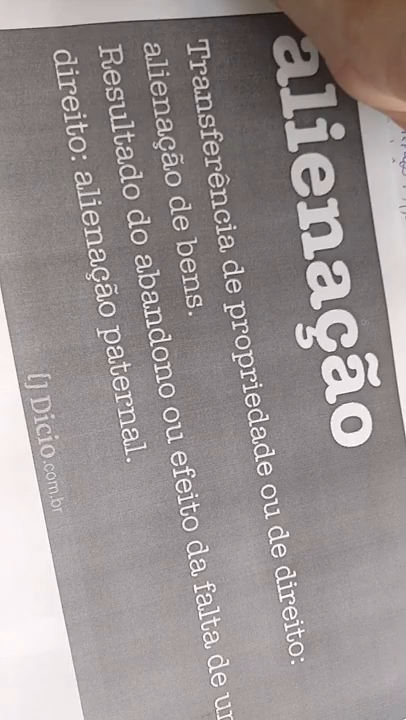 alienação
Transferência de propriedade ou de direito:
alienação de bens.
Resultado do abandono ou efeito da falta de
direito: alienação paternal.
Dicio.com.br